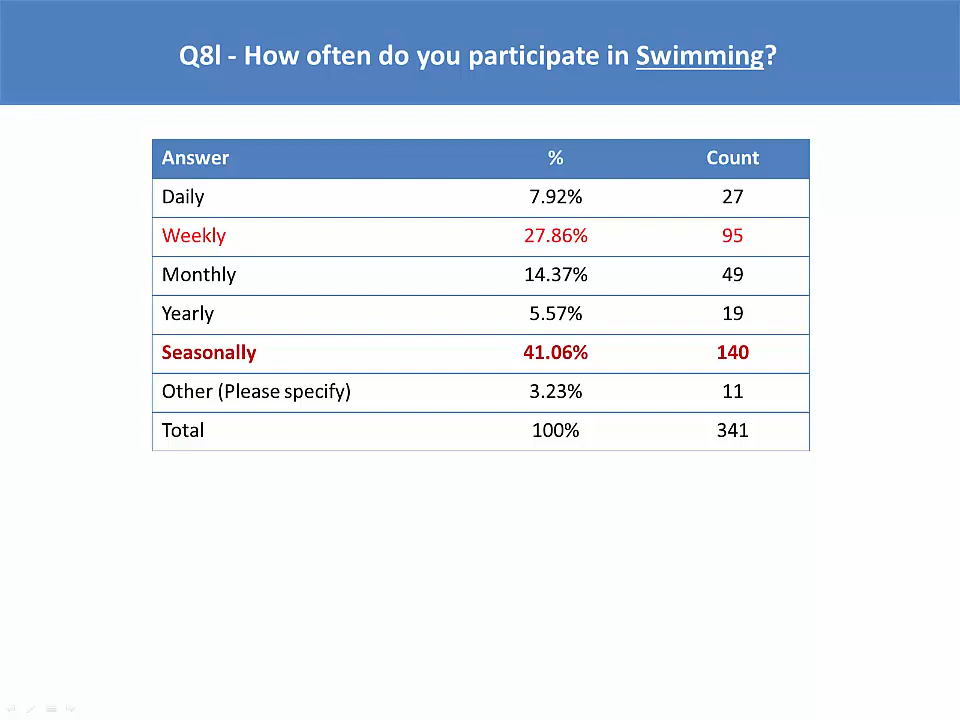 Q8l - How often do you participate in Swimming?
Answer % Count
Daily 7.92% 27
Weekly 27.86% 95
Monthly 14.37% 49
Yearly 5.57% 19
Seasonally 41.06% 140
Other (Please specify) 3.23% 11
Total 100% 341